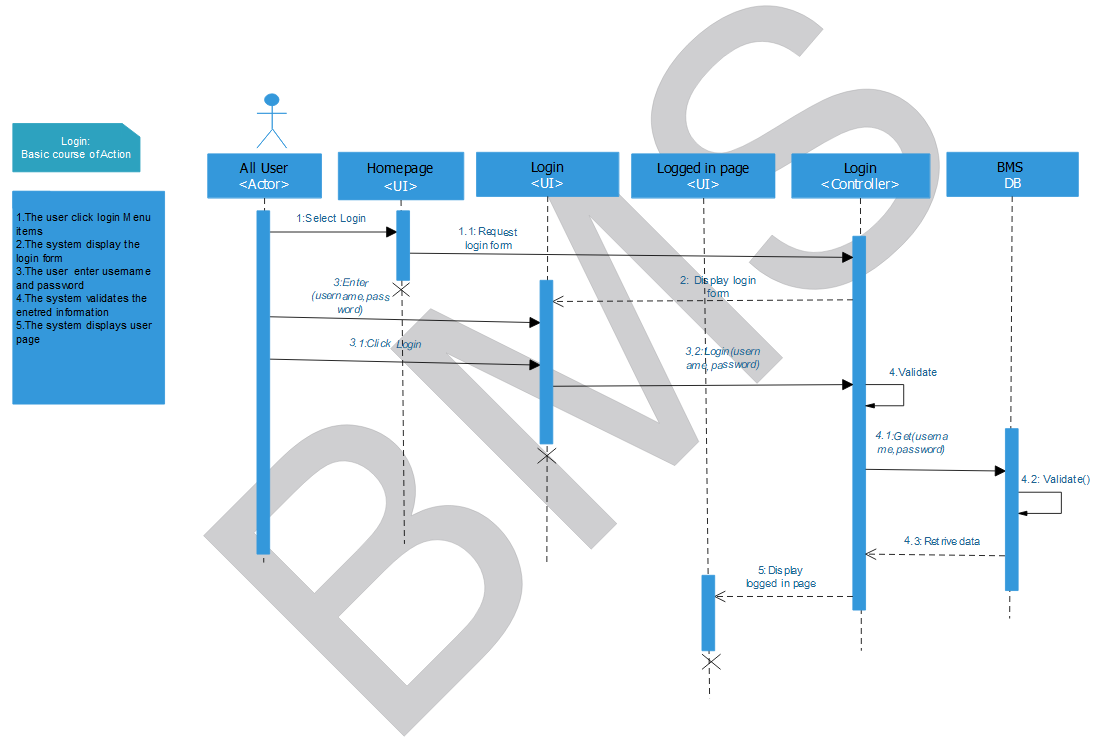 BMS
Login:
Basic course of Action
1.The user click login Menu
items
2.The system display the
login form
3.The user enter username
and password
4.The system validates the
enetred information
5.The system displays user
page
All User
<Actor>
Homepage
<UI>
Login
<UI>
Logged in page
<UI>
Login
<Controller>
BMS
DB
1:Select Login
1.1: Request
login form
2: Display login
form
3:Enter
(username,pass
word)
3.1:Click Login
3.2:Login(usern
ame,password)
4.Validate
4.1:Get(userna
me,password)
4.2: Validate()
4.3: Retrive data
5:Display
logged in page